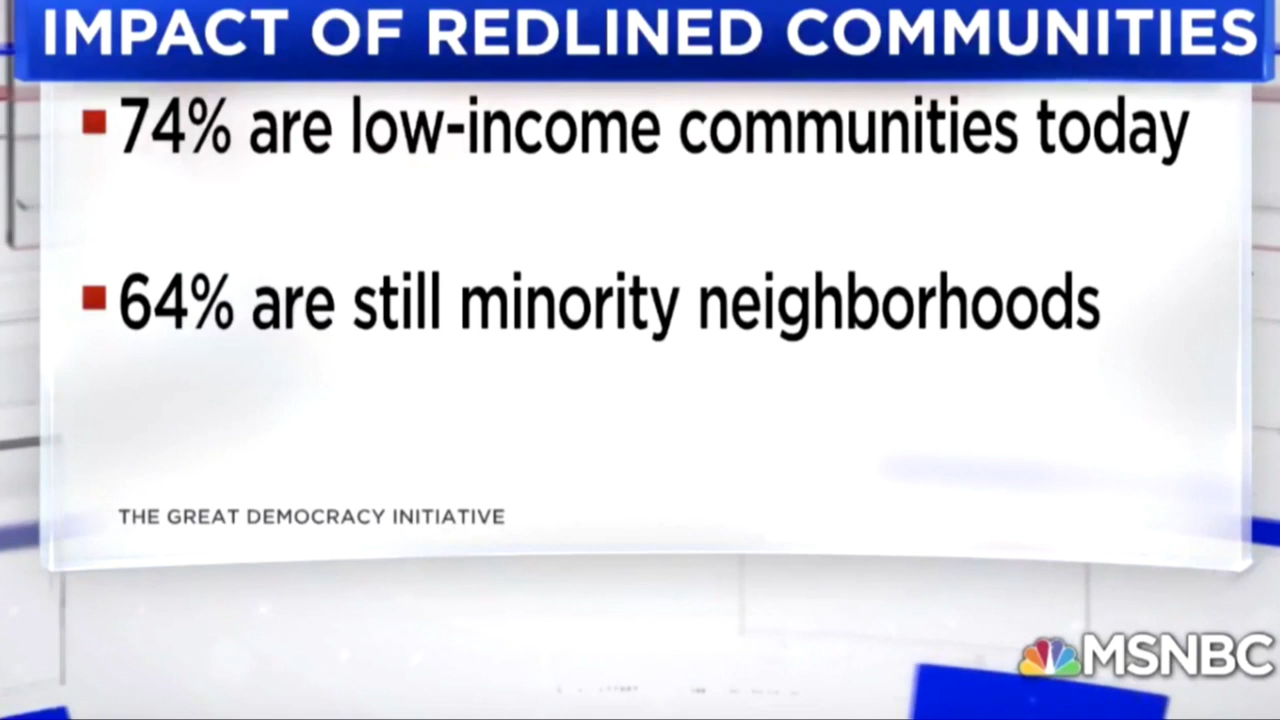 IMPACT OF REDLINED COMMUNITIES
74% are low-income communities today
64% are still minority neighborhoods
THE GREAT DEMOCRACY INITIATIVE
MSNBC